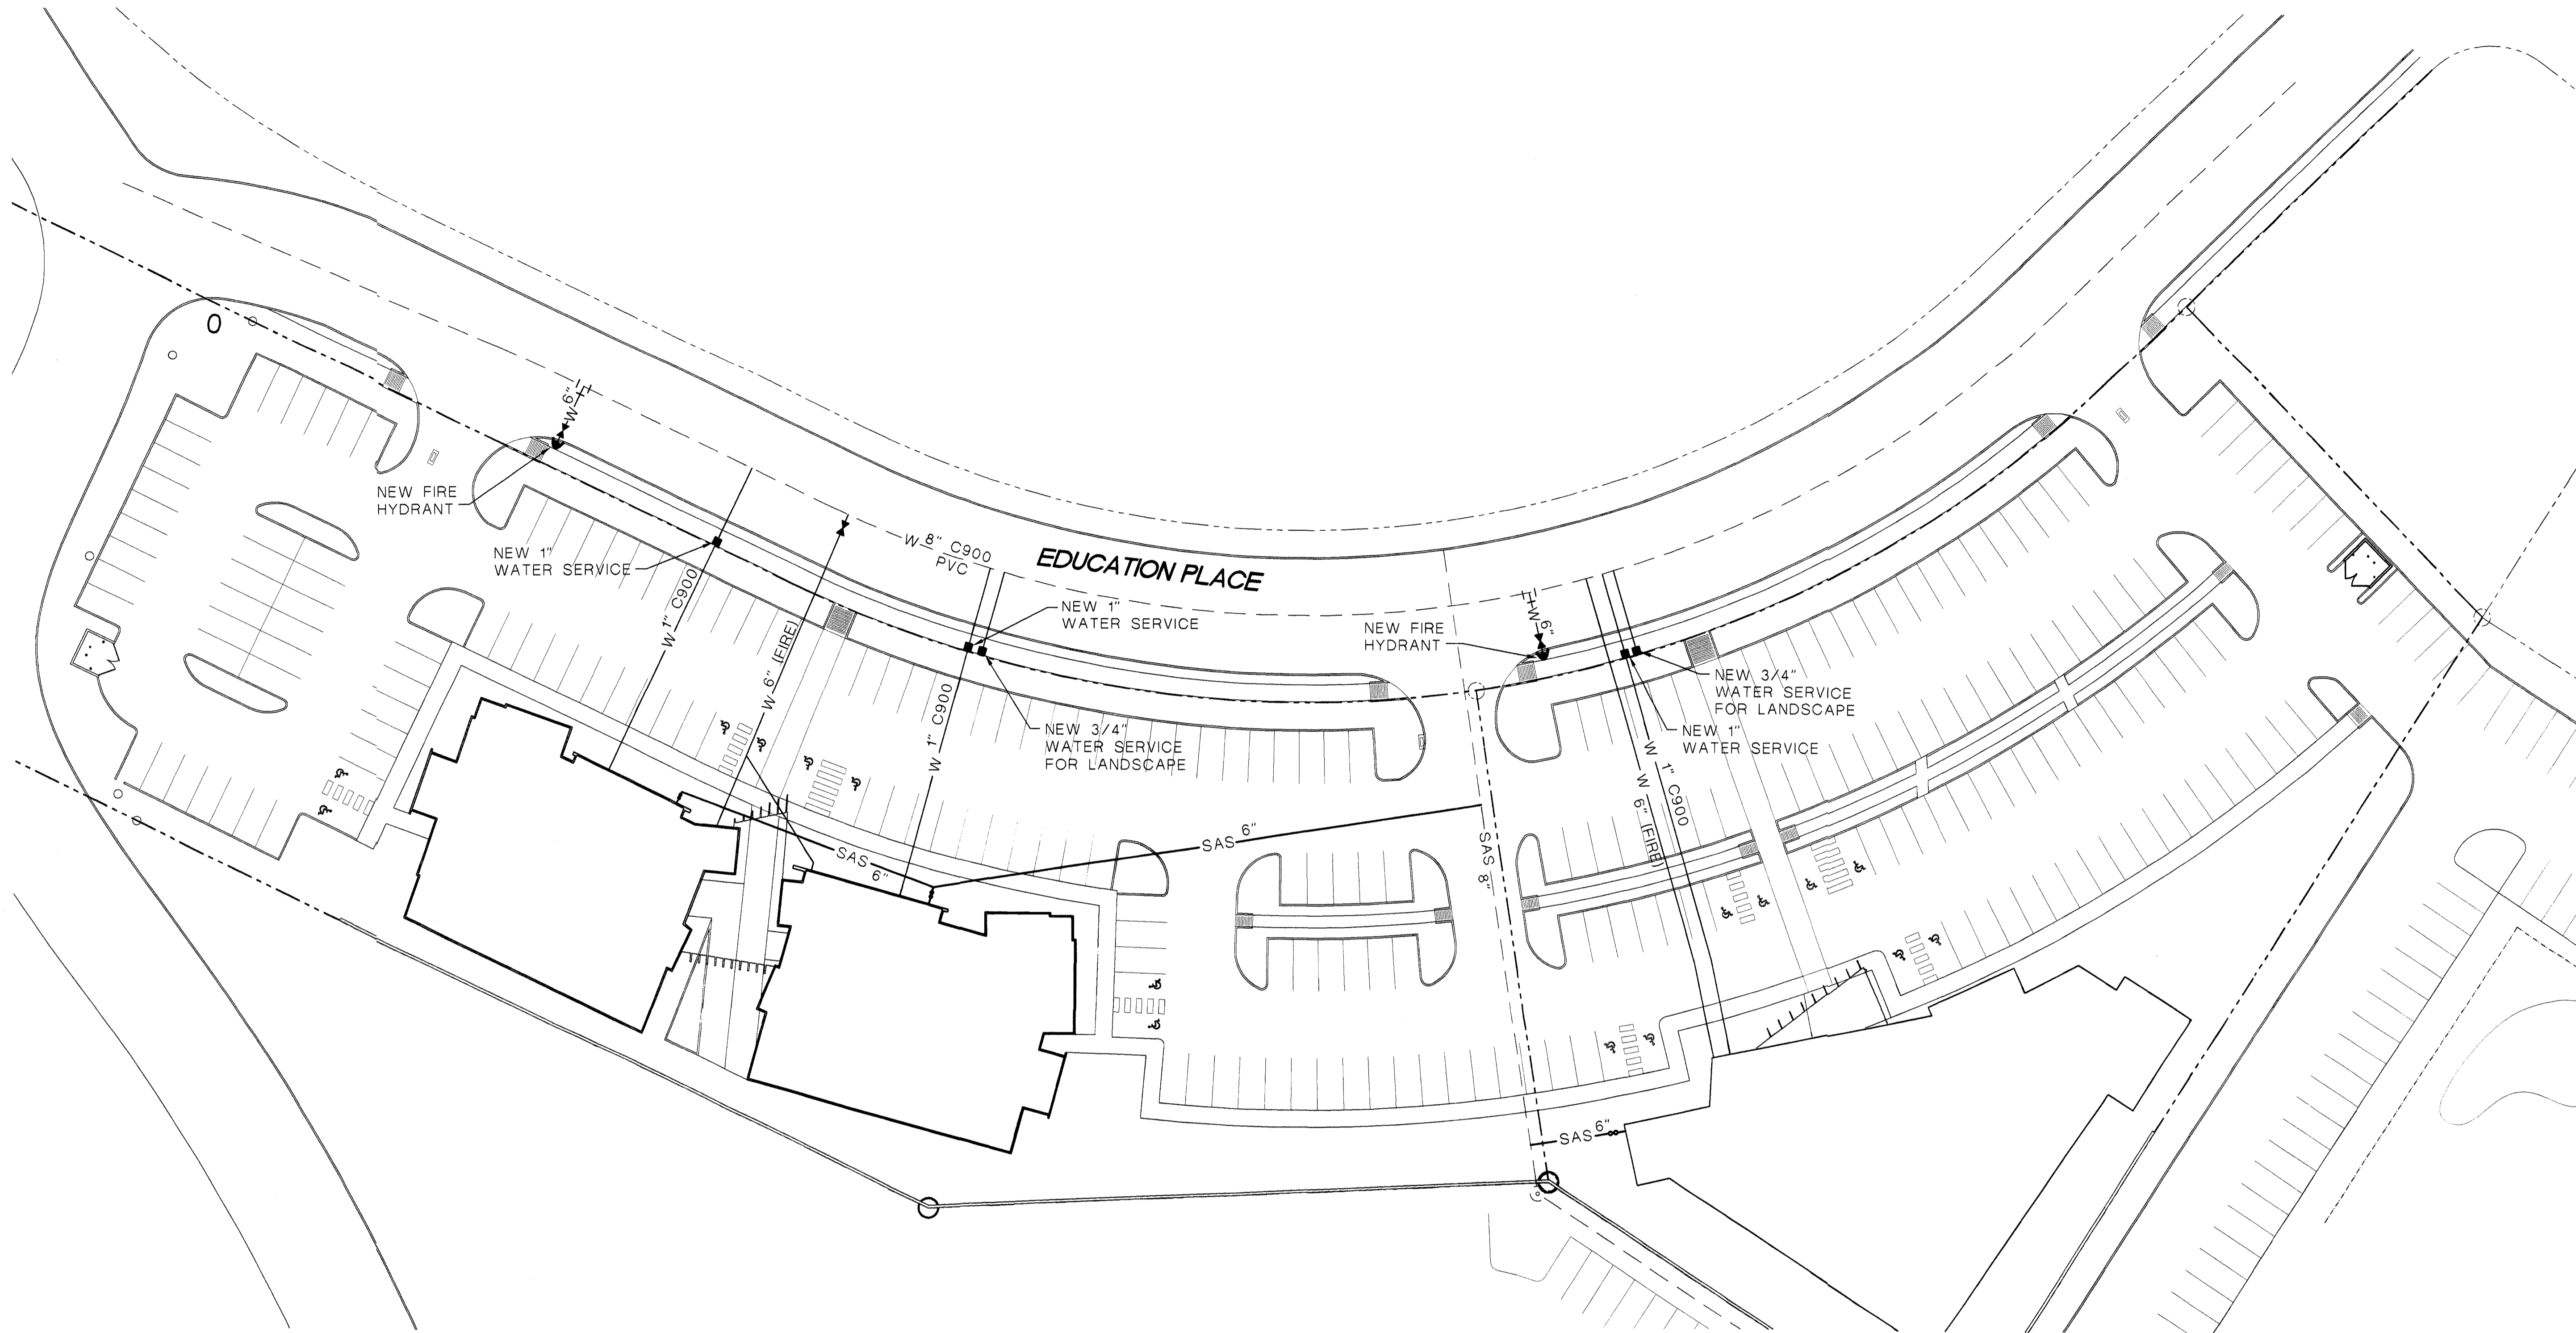 0
W 6"
NEW FIRE
HYDRANT
NEW 1"
WATER SERVICE
W 1" C900
W 6" (FIRE)
W 8" C900
PVC
EDUCATION PLACE
NEW 1"
WATER SERVICE
W 1" C900
NEW 3/4"
WATER SERVICE
FOR LANDSCAPE
NEW FIRE
HYDRANT
W 6"
NEW 3/4"
WATER SERVICE
FOR LANDSCAPE
NEW 1"
WATER SERVICE
W 1" C900
W 6" (FIRE)
SAS 6"
SAS 6"
SAS 8"
SAS 6"